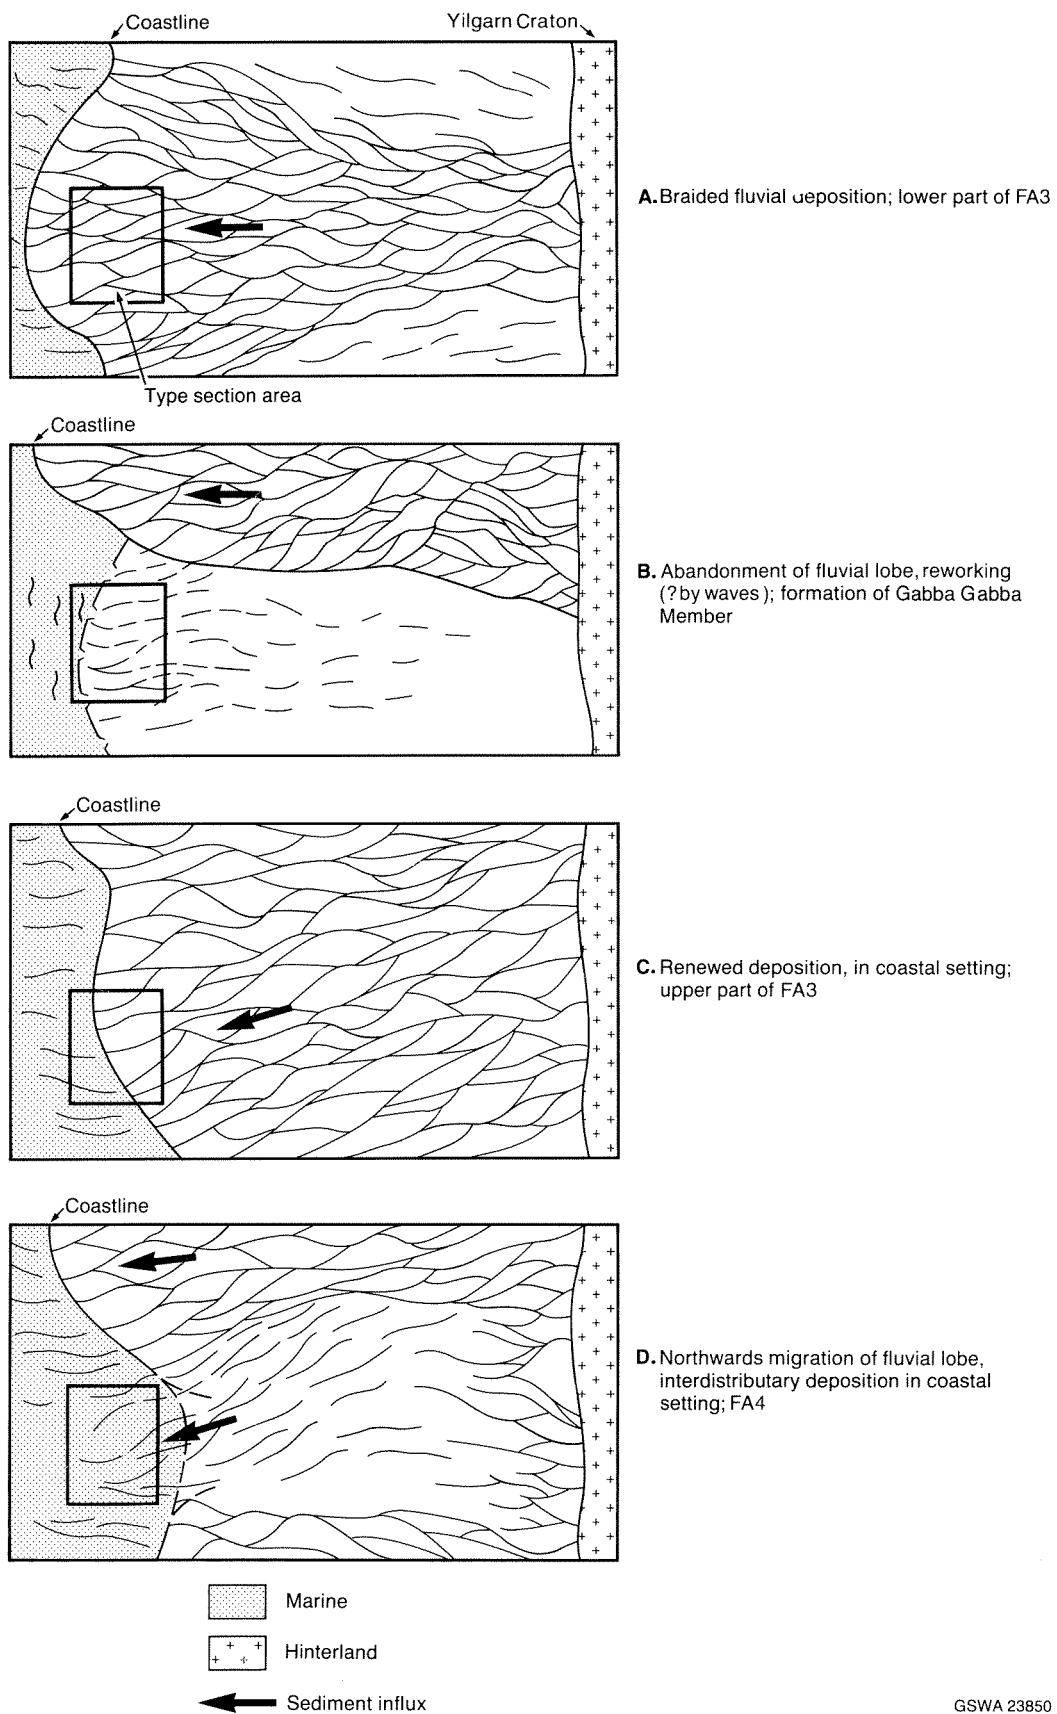 Coastline
Yilgarn Craton
A. Braided fluvial deposition; lower part of FA3
Type section area
Coastline
B. Abandonment of fluvial lobe, reworking
(?by waves); formation of Gabba Gabba
Member
Coastline
C. Renewed deposition, in coastal setting;
upper part of FA3
Coastline
D. Northwards migration of fluvial lobe,
interdistributary deposition in coastal
setting; FA4
Marine
Hinterland
Sediment influx
GSWA 23850